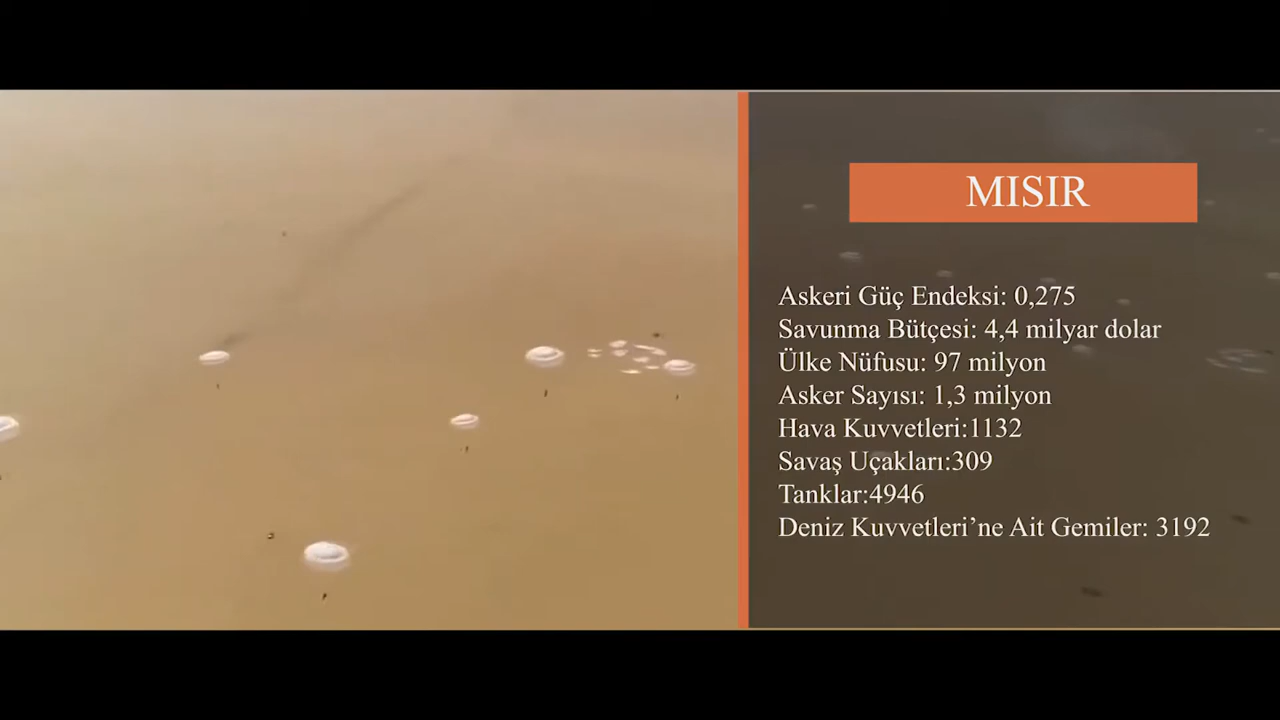 MISIR
Askeri Güç Endeksi: 0,275
Savunma Bütçesi: 4,4 milyar dolar
Ülke Nüfusu: 97 milyon
Asker Sayısı: 1,3 milyon
Hava Kuvvetleri:1132
Savaş Uçakları:309
Tanklar:4946
Deniz Kuvvetleri’ne Ait Gemiler: 3192